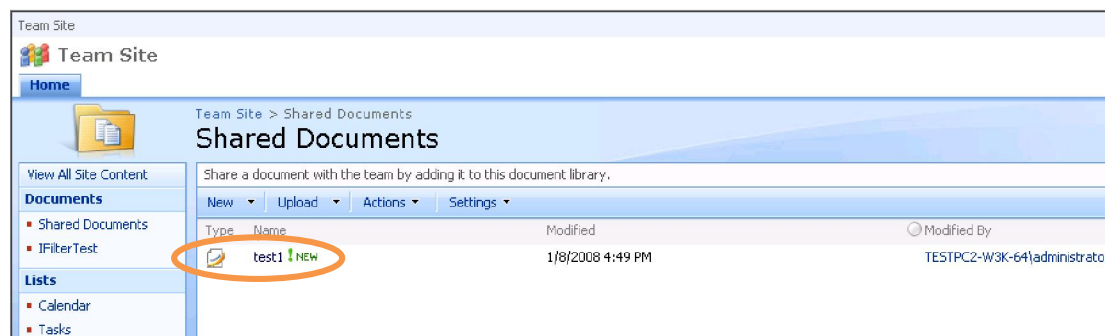 Team Site
Team Site
Home
Team Site > Shared Documents
Shared Documents
View All Site Content
Documents
Shared Documents
IFilterTest
Lists
Calendar
Tasks
Share a document with the team by adding it to this document library.
New Upload Actions Settings
Type Name Modified Modified By
test1 ! NEW 1/8/2008 4:49 PM TESTPC2-W3K-64\administrato